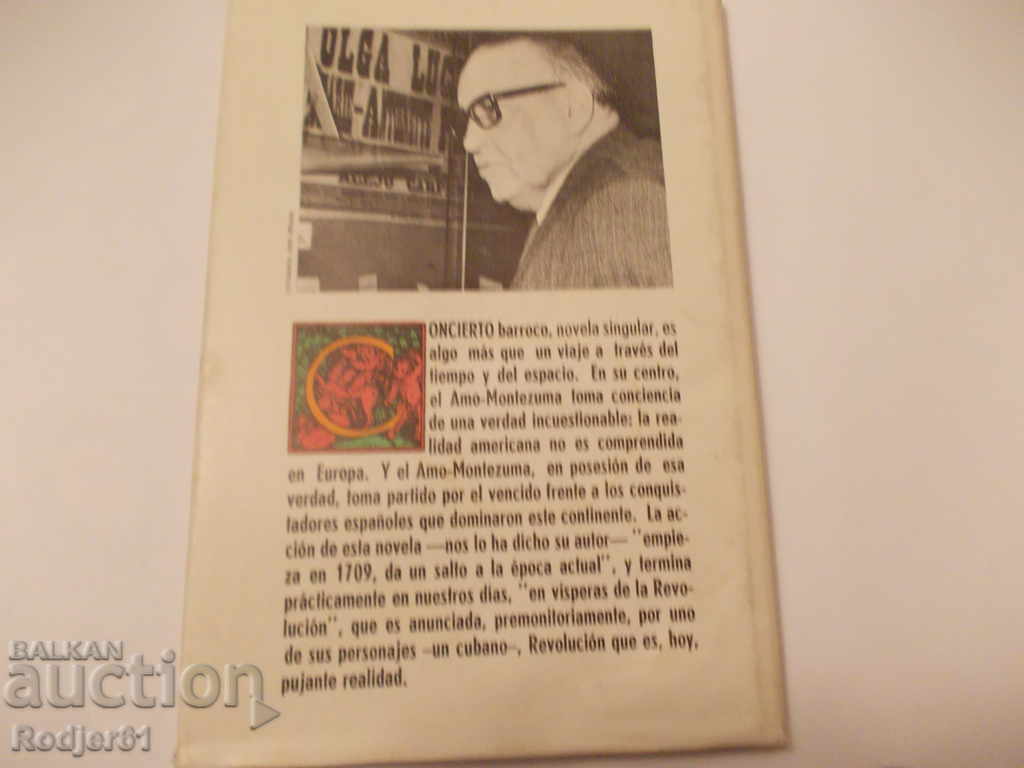 OLGA LUC
ALEJO CARP
CONCIERTO barroco, novela singular, es
algo más que un viaje a través del
tiempo y del espacio. En su centro,
el Amo-Montezuma toma conciencia
de una verdad incuestionable: la rea-
lidad americana no es comprendida
en Europa. Y el Amo-Montezuma, en posesión de esa
verdad, toma partido por el vencido frente a los conquis-
tadores españoles que dominaron este continente. La ac-
ción de esta novela —nos lo ha dicho su autor— "empie-
za en 1709, da un salto a la época actual", y termina
prácticamente en nuestros días, "en vísperas de la Revo-
lución", que es anunciada, premonitoriamente, por uno
de sus personajes -un cubano-, Revolución que es, hoy,
pujante realidad.
BALKAN
auction
Rodjer61